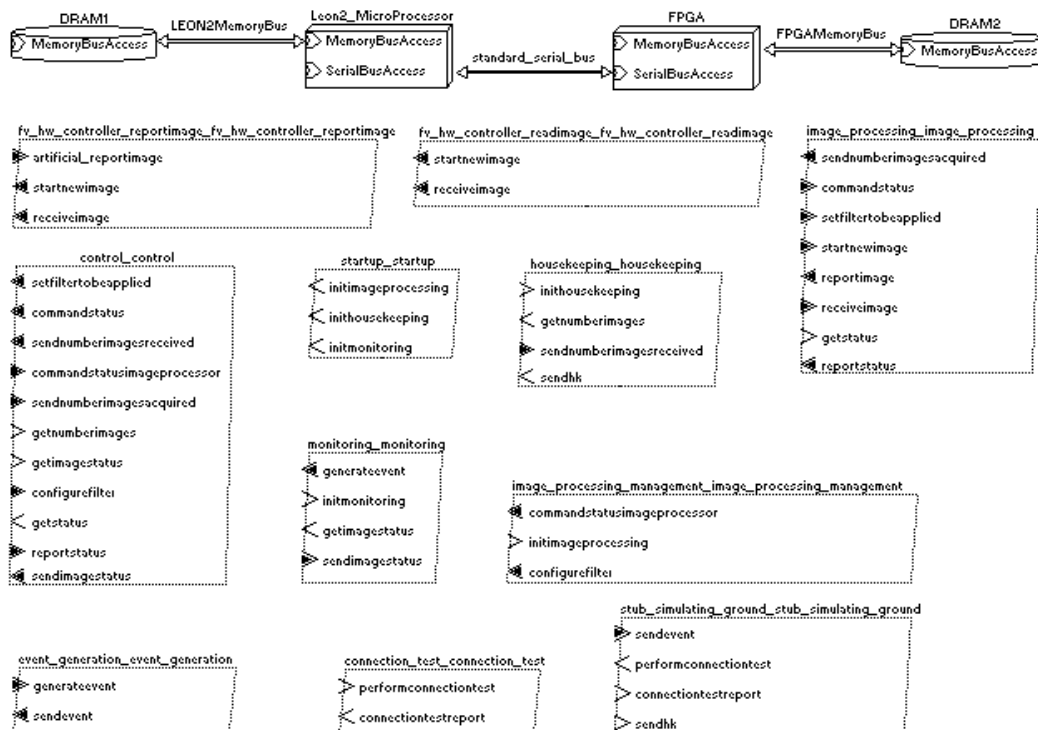 DRAM1
MemoryBusAccess
LEON2MemoryBus
Leon2_MicroProcessor
MemoryBusAccess
SerialBusAccess
standard_serial_bus
FPGA
MemoryBusAccess
SerialBusAccess
FPGAMemoryBus
DRAM2
MemoryBusAccess
fv_hw_controller_reportimage_fv_hw_controller_reportimage
artificial_reportimage
startnewimage
receiveimage
fv_hw_controller_readimage_fv_hw_controller_readimage
startnewimage
receiveimage
image_processing_image_processing
sendnumberimagesacquired
commandstatus
setfiltertobeapplied
startnewimage
reportimage
receiveimage
getstatus
reportstatus
control_control
setfiltertobeapplied
commandstatus
sendnumberimagesreceived
commandstatusimageprocessor
sendnumberimagesacquired
getnumberimages
getimagestatus
configurefilter
getstatus
reportstatus
sendimagestatus
startup_startup
initimageprocessing
inithousekeeping
initmonitoring
housekeeping_housekeeping
inithousekeeping
getnumberimages
sendnumberimagesreceived
sendhk
monitoring_monitoring
generateevent
initmonitoring
getimagestatus
sendimagestatus
image_processing_management_image_processing_management
commandstatusimageprocessor
initimageprocessing
configurefilter
event_generation_event_generation
generateevent
sendevent
connection_test_connection_test
performconnectiontest
connectiontestreport
stub_simulating_ground_stub_simulating_ground
sendevent
performconnectiontest
connectiontestreport
sendhk